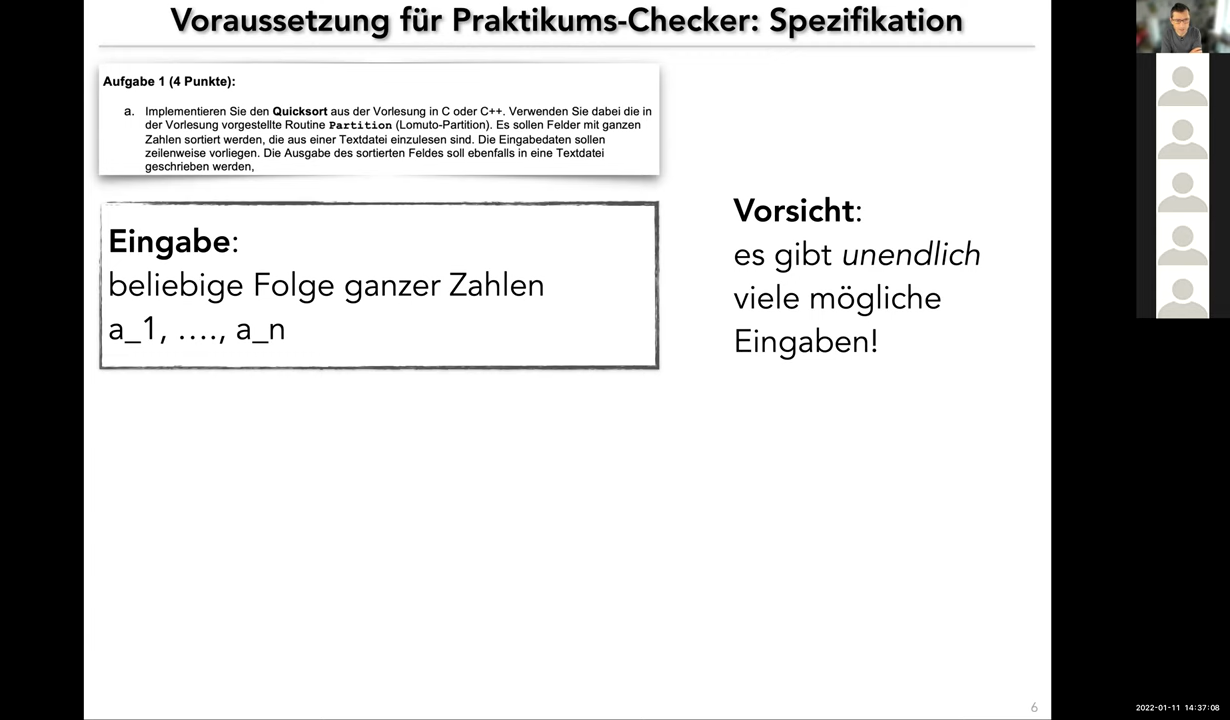 Voraussetzung für Praktikums-Checker: Spezifikation
Aufgabe 1 (4 Punkte):
a. Implementieren Sie den Quicksort aus der Vorlesung in C oder C++. Verwenden Sie dabei die in
der Vorlesung vorgestellte Routine Partition (Lomuto-Partition). Es sollen Felder mit ganzen
Zahlen sortiert werden, die aus einer Textdatei einzulesen sind. Die Eingabedaten sollen
zeilenweise vorliegen. Die Ausgabe des sortierten Feldes soll ebenfalls in eine Textdatei
geschrieben werden,
Eingabe:
beliebige Folge ganzer Zahlen
a_1, …., a_n
Vorsicht:
es gibt unendlich
viele mögliche
Eingaben!
6
2022-01-11 14:37:08